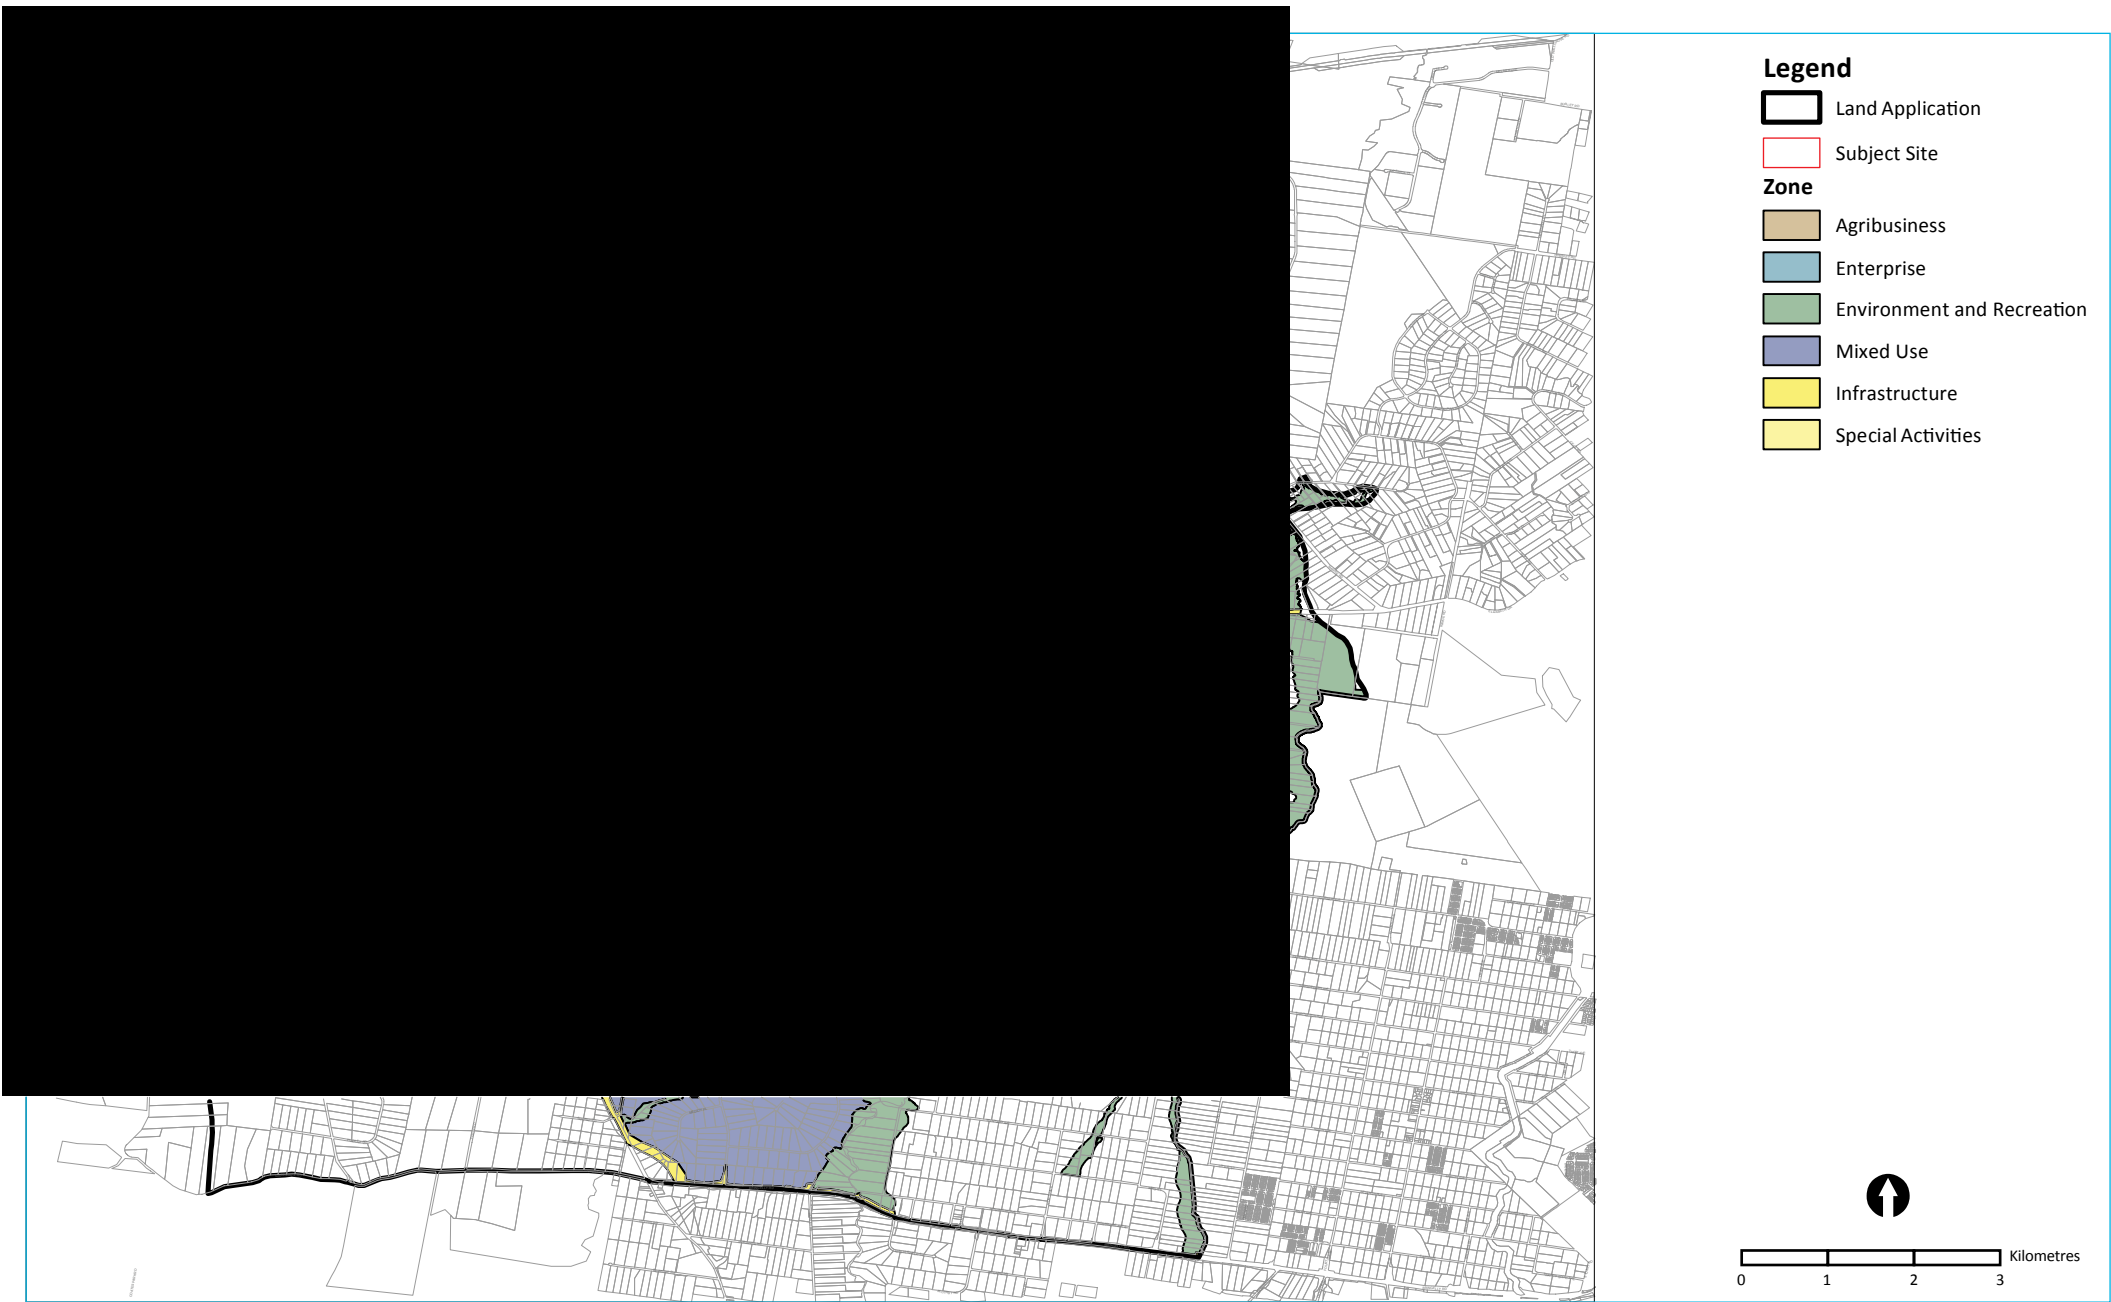 Legend
Land Application
Subject Site
Zone
Agribusiness
Enterprise
Environment and Recreation
Mixed Use
Infrastructure
Special Activities
Kilometres
0 1 2 3